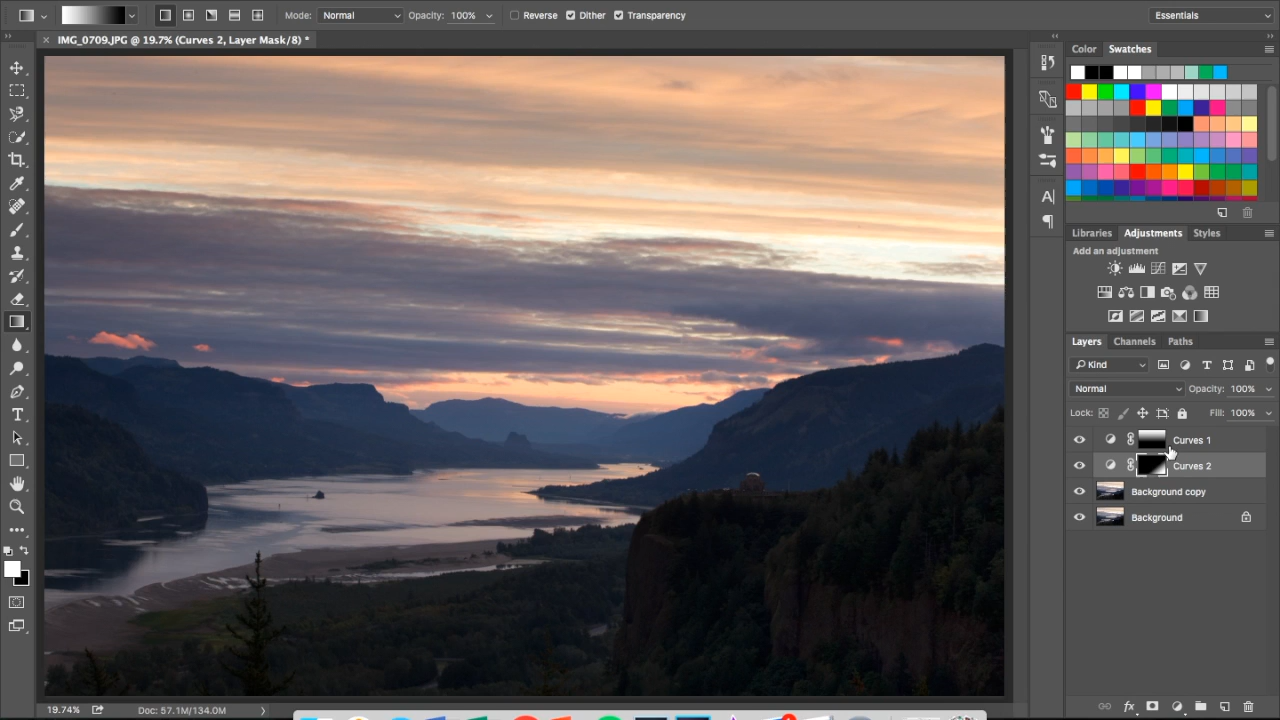 Mode: Normal Opacity: 100% Reverse Dither Transparency Essentials
× IMG_0709.JPG @ 19.7% (Curves 2, Layer Mask/8) *
Color Swatches
Libraries Adjustments Styles
Add an adjustment
Layers Channels Paths
Kind
Normal Opacity: 100%
Lock: Fill: 100%
Curves 1
Curves 2
Background copy
Background
19.74% Doc: 57.1M/134.0M